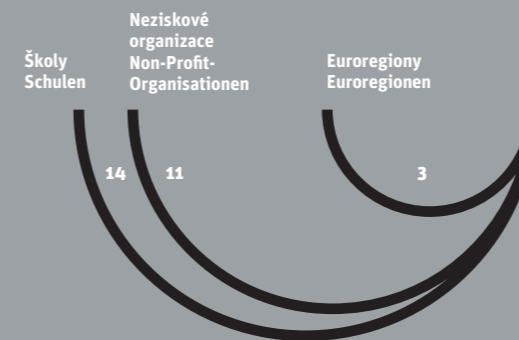 Školy
Schulen
Neziskové
organizace
Non-Profit-
Organisationen
Euroregiony
Euroregionen
14
11
3